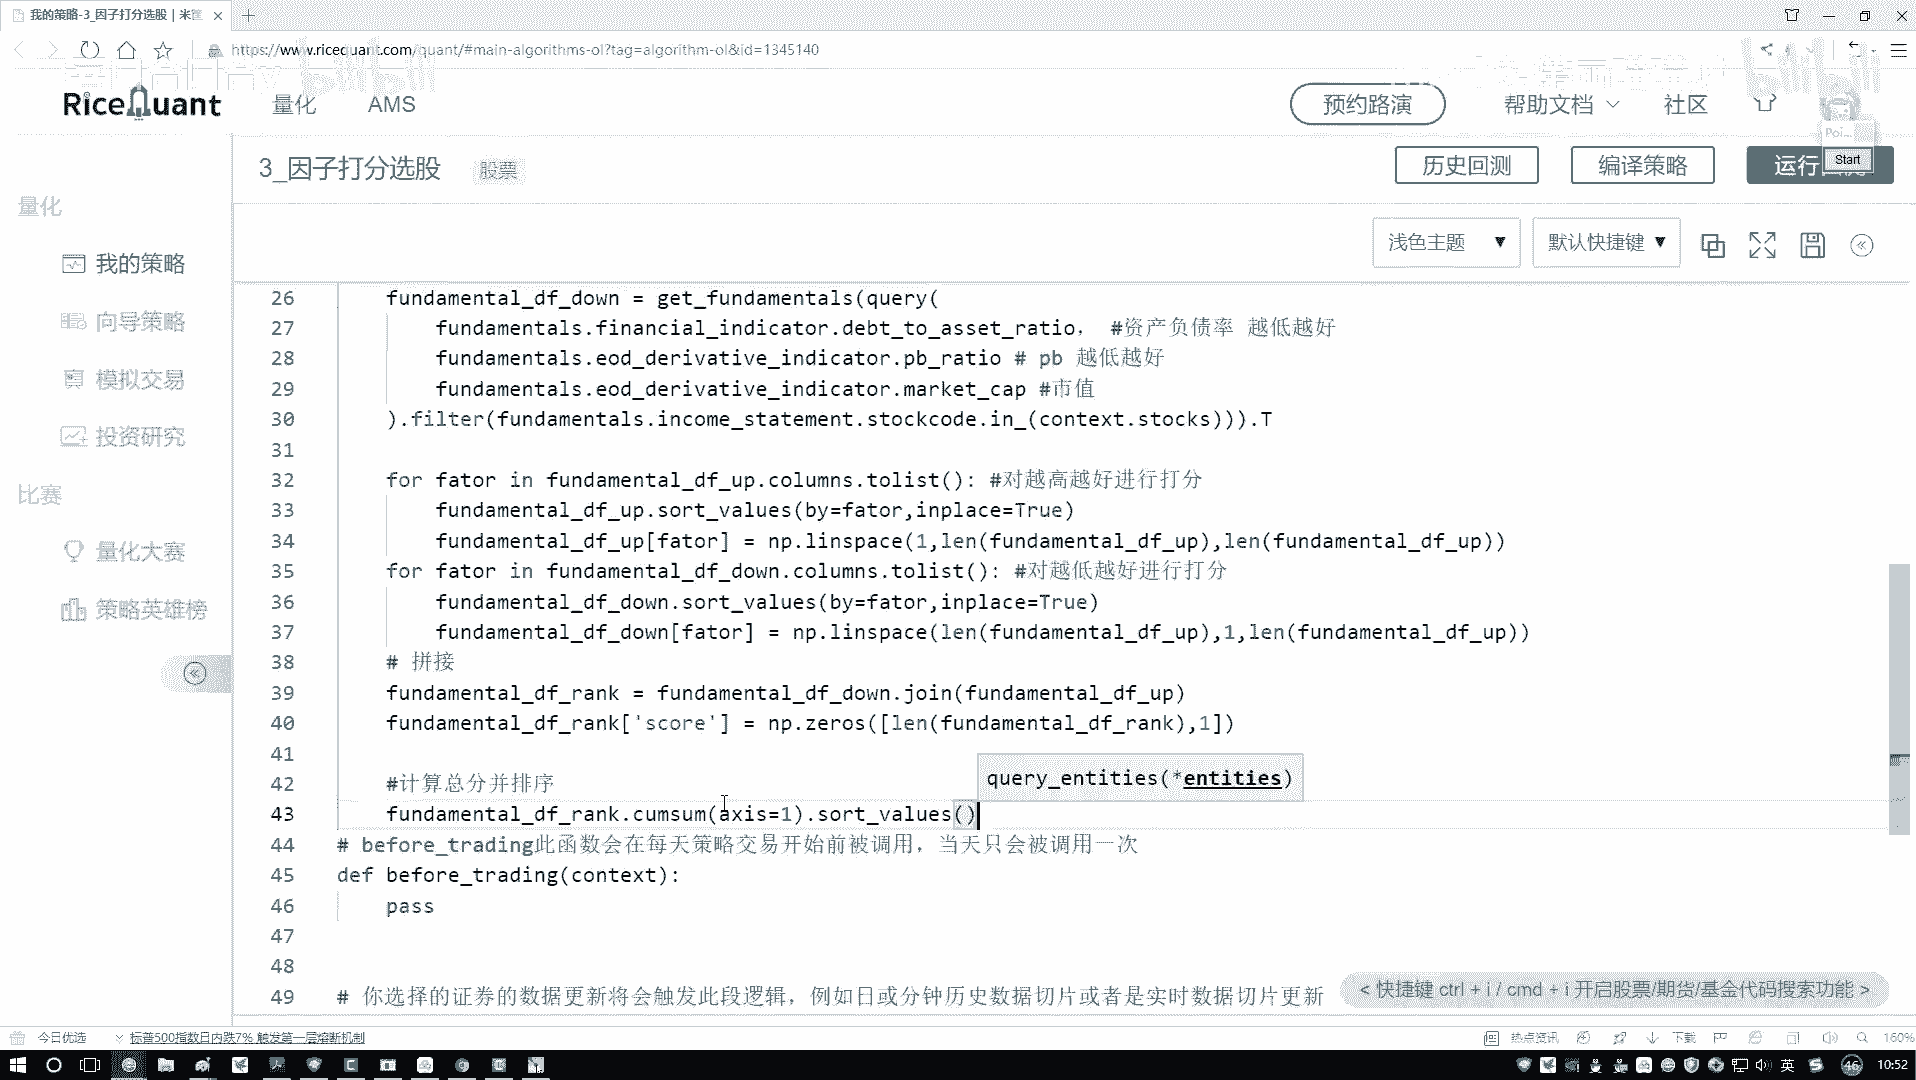 我的策略-3_因子打分选股 | 米筐
https://www.ricequant.com/quant/#main-algorithms-ol?tag=algorithm-ol&id=1345140
RiceQuant
量化
AMS
预约路演
帮助文档
社区
Poi...
Start
3_因子打分选股
股票
历史回测
编译策略
运行
量化
我的策略
向导策略
模拟交易
投资研究
比赛
量化大赛
策略英雄榜
浅色主题
默认快捷键
26 fundamental_df_down = get_fundamentals(query(
27 fundamentals.financial_indicator.debt_to_asset_ratio, #资产负债率 越低越好
28 fundamentals.eod_derivative_indicator.pb_ratio # pb 越低越好
29 fundamentals.eod_derivative_indicator.market_cap #市值
30 ).filter(fundamentals.income_statement.stockcode.in_(context.stocks))).T
31
32 for fator in fundamental_df_up.columns.tolist(): #对越高越好进行打分
33 fundamental_df_up.sort_values(by=fator,inplace=True)
34 fundamental_df_up[fator] = np.linspace(1,len(fundamental_df_up),len(fundamental_df_up))
35 for fator in fundamental_df_down.columns.tolist(): #对越低越好进行打分
36 fundamental_df_down.sort_values(by=fator,inplace=True)
37 fundamental_df_down[fator] = np.linspace(len(fundamental_df_up),1,len(fundamental_df_up))
38 # 拼接
39 fundamental_df_rank = fundamental_df_down.join(fundamental_df_up)
40 fundamental_df_rank['score'] = np.zeros([len(fundamental_df_rank),1])
41
query_entities(*entities)
42 #计算总分并排序
43 fundamental_df_rank.cumsum(axis=1).sort_values()
44 # before_trading此函数会在每天策略交易开始前被调用，当天只会被调用一次
45 def before_trading(context):
46 pass
47
48
49 # 你选择的证券的数据更新将会触发此段逻辑，例如日或分钟历史数据切片或者是实时数据切片更新
< 快捷键 ctrl + i / cmd + i 开启股票/期货/基金代码搜索功能 >
今日优选
标普500指数日内跌7% 触发第一层熔断机制
热点资讯
下载
160%
英
46
10:52